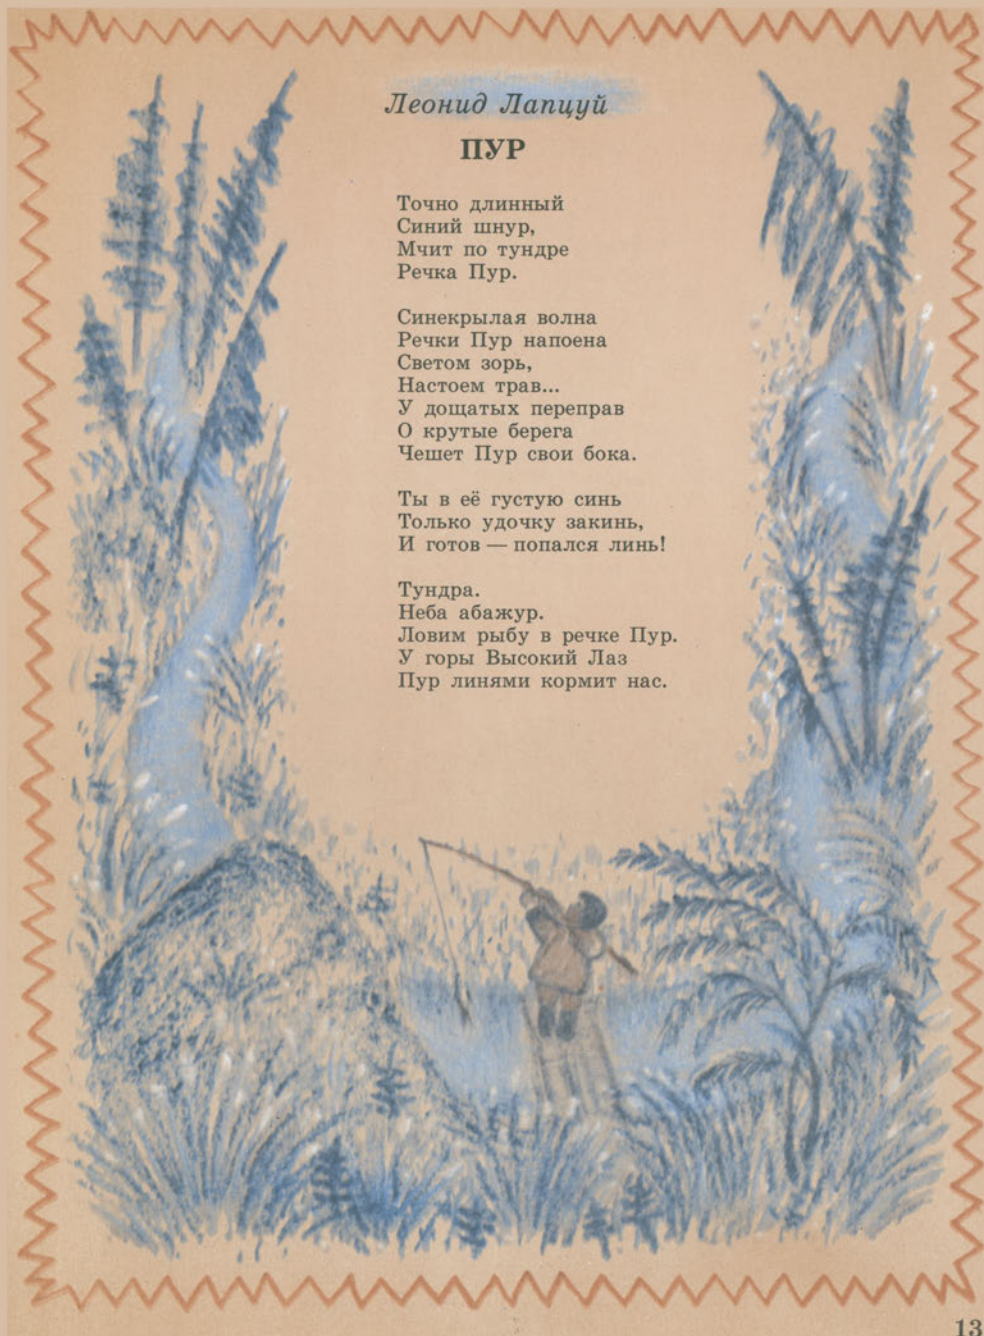 Леонид Лапцуй
ПУР
Точно длинный
Синий шнур,
Мчит по тундре
Речка Пур.
Синекрылая волна
Речки Пур напоена
Светом зорь,
Настоем трав...
У дощатых переправ
О крутые берега
Чешет Пур свои бока.
Ты в её густую синь
Только удочку закинь,
И готов — попался линь!
Тундра.
Неба абажур.
Ловим рыбу в речке Пур.
У горы Высокий Лаз
Пур линями кормит нас.
13